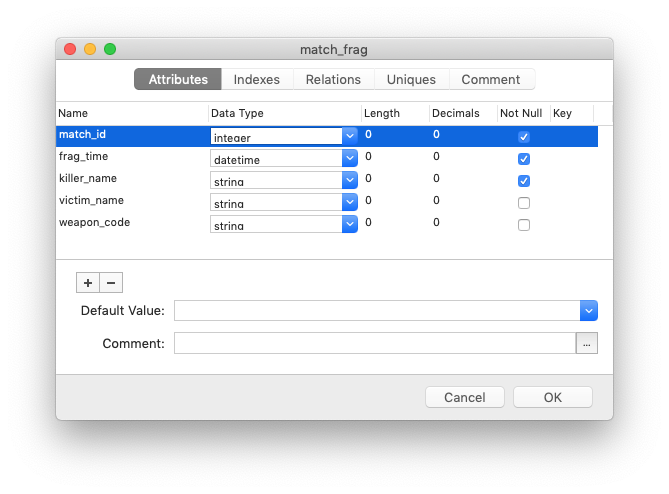 match_frag
Attributes Indexes Relations Uniques Comment
Name Data Type Length Decimals Not Null Key
match_id integer 0 0
frag_time datetime 0 0
killer_name string 0 0
victim_name string 0 0
weapon_code string 0 0
+ −
Default Value:
Comment: ...
Cancel OK